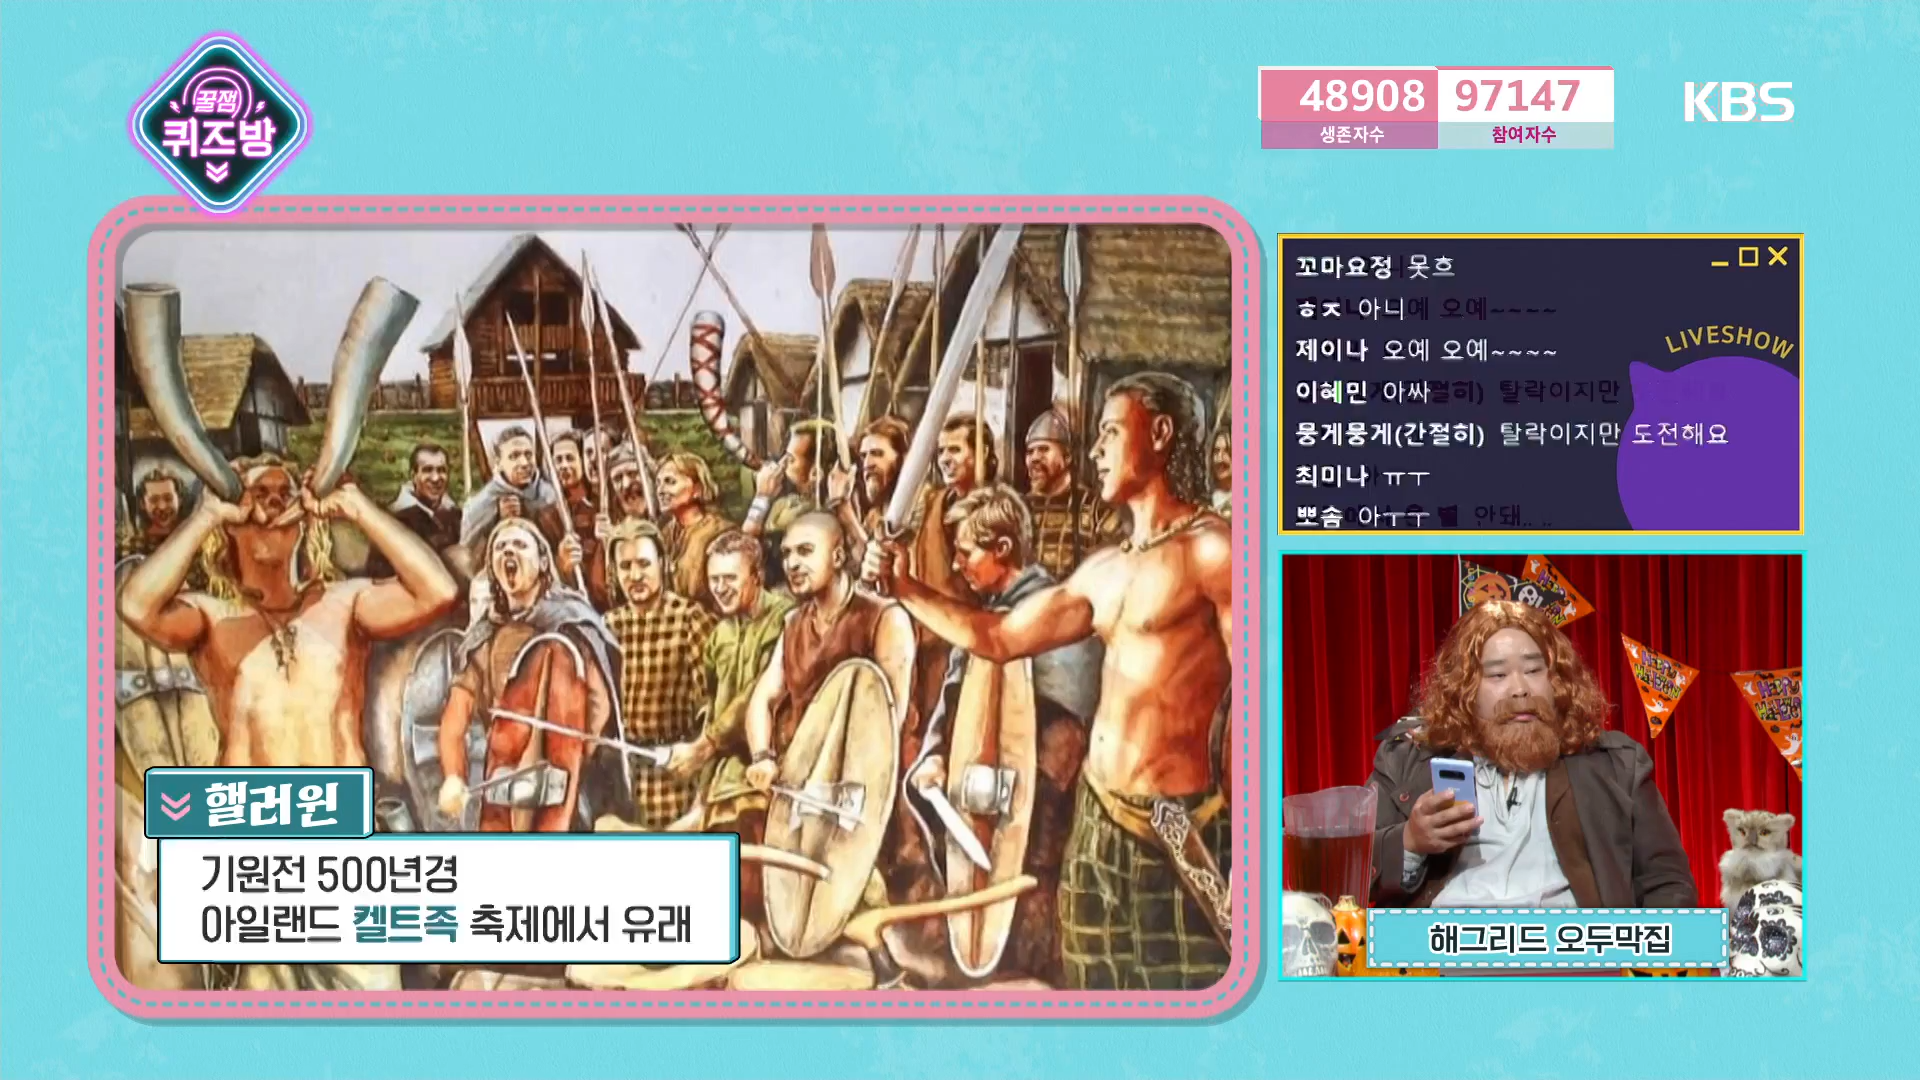 꿀잼
퀴즈방
48908 97147
생존자수 참여자수
KBS
꼬마요정 못흐
ㅎㅈ 아니
제이나 오예 오예~~~~
이혜민 아싸
뭉게뭉게(간절히) 탈락이지만 도전해요
최미나 ㅠㅜ
뽀솜 아ㅜㅜ
LIVESHOW
핼러윈
기원전 500년경
아일랜드 켈트족 축제에서 유래
해그리드 오두막집